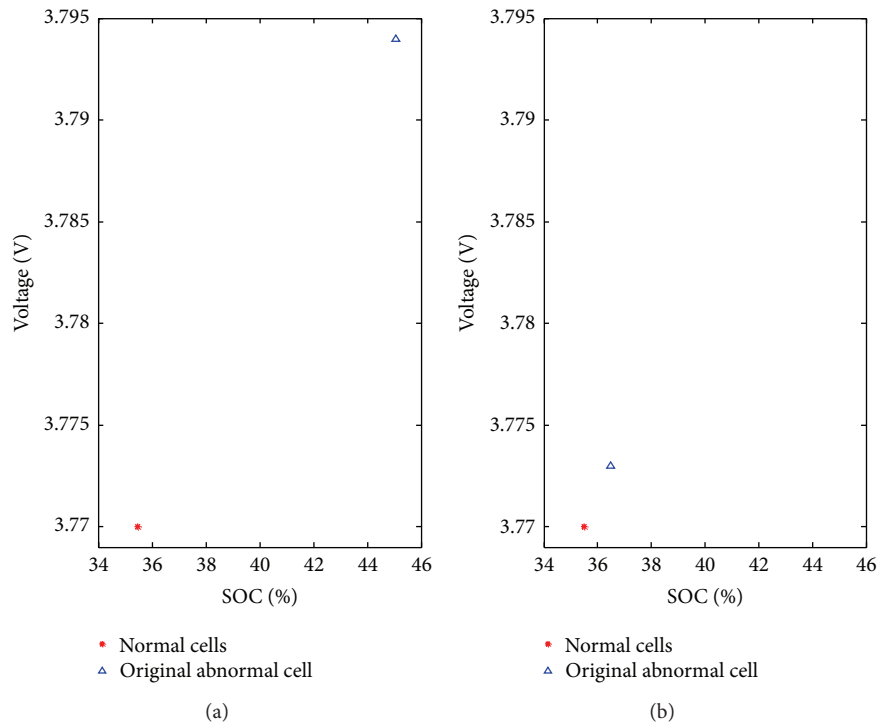 3.795
3.79
3.785
3.78
3.775
3.77
Voltage (V)
34 36 38 40 42 44 46
SOC (%)
Normal cells
Original abnormal cell
(a)
3.795
3.79
3.785
3.78
3.775
3.77
Voltage (V)
34 36 38 40 42 44 46
SOC (%)
Normal cells
Original abnormal cell
(b)